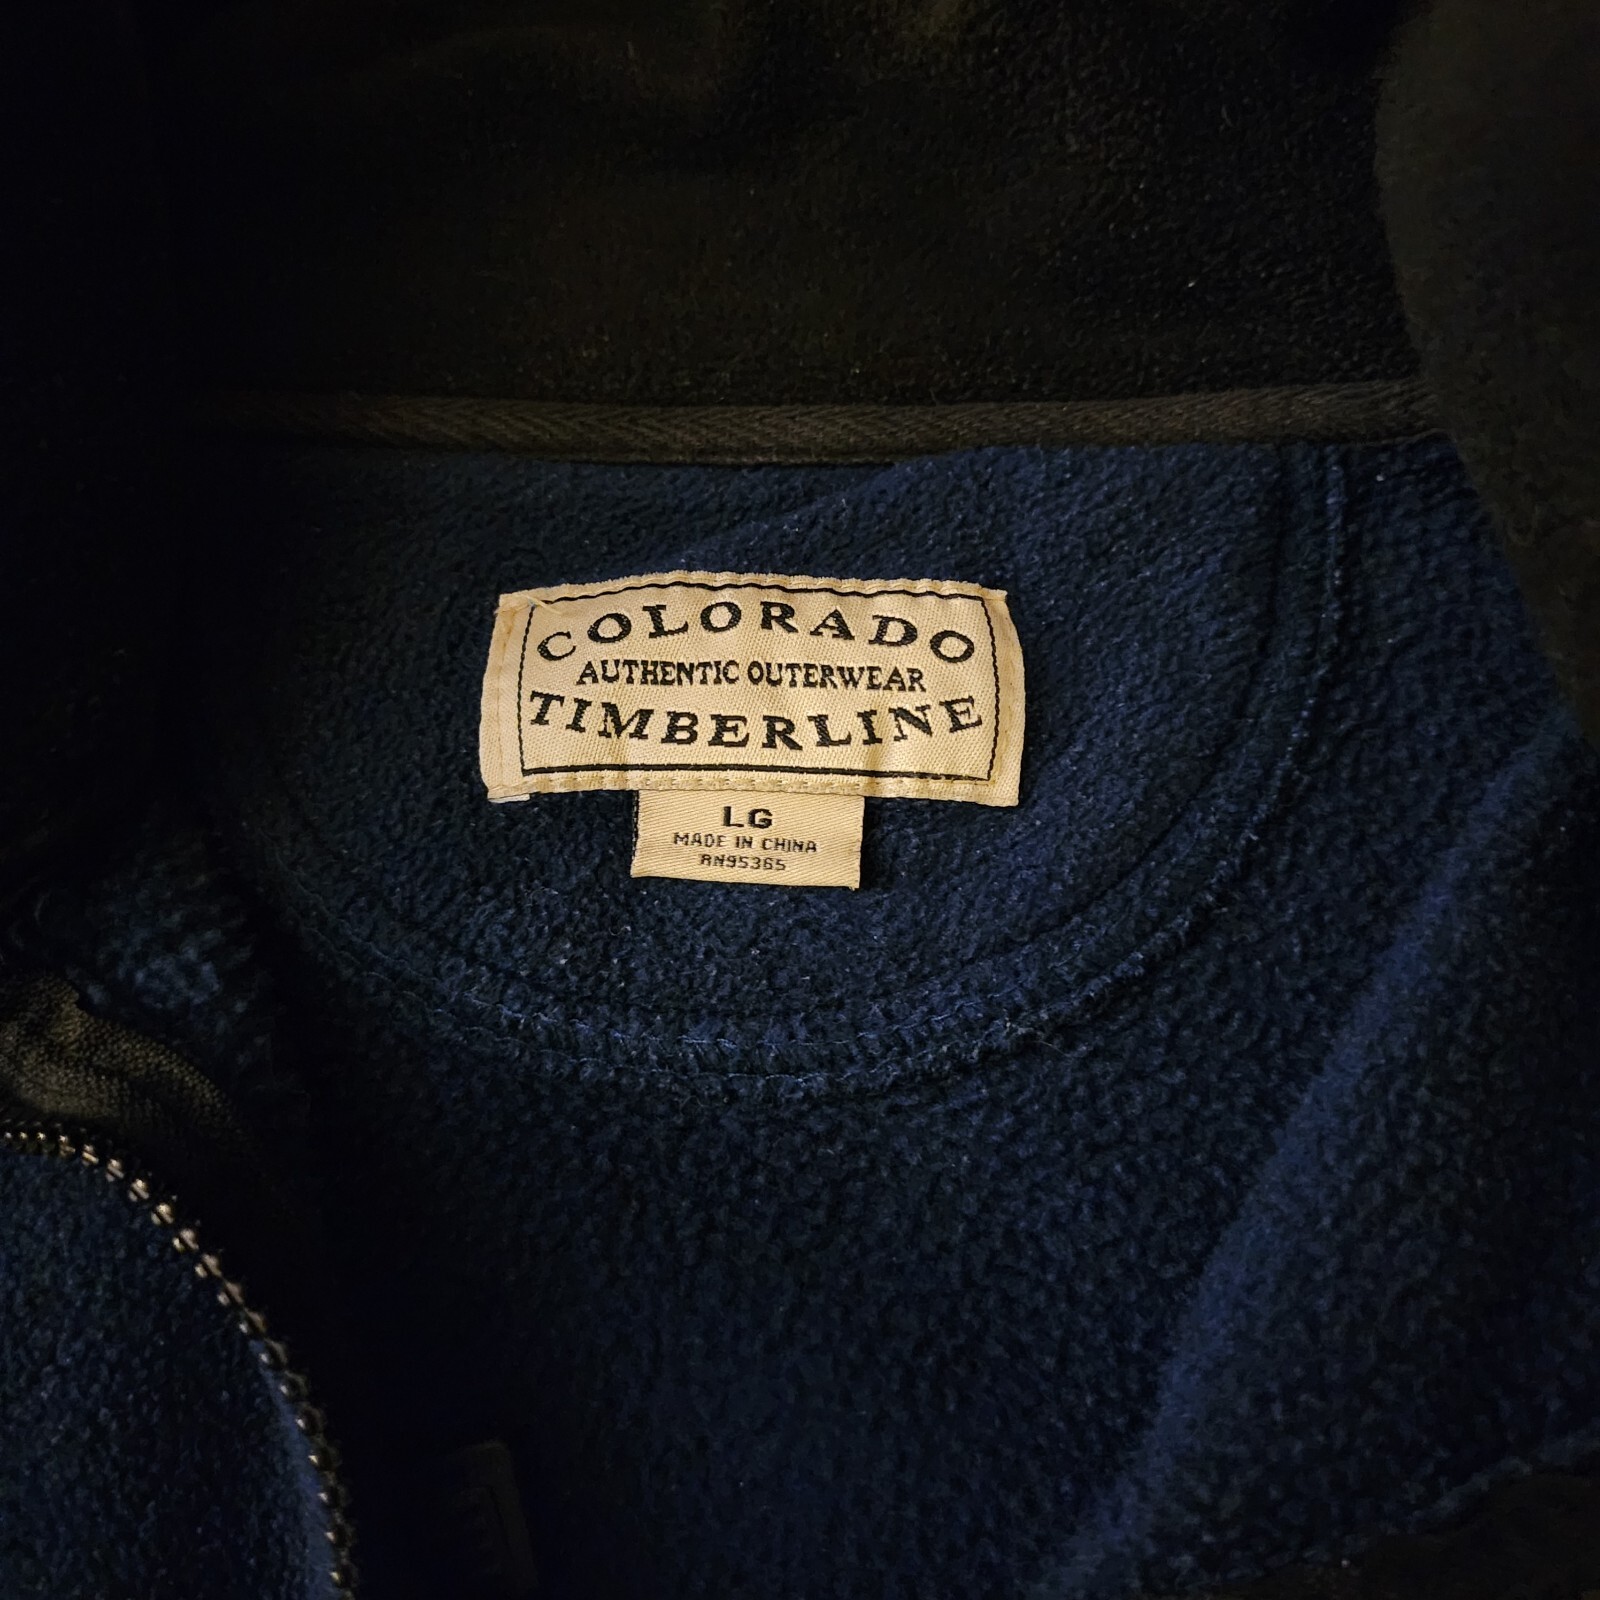 COLORADO
AUTHENTIC OUTERWEAR
TIMBERLINE
LG
MADE IN CHINA
RN95365